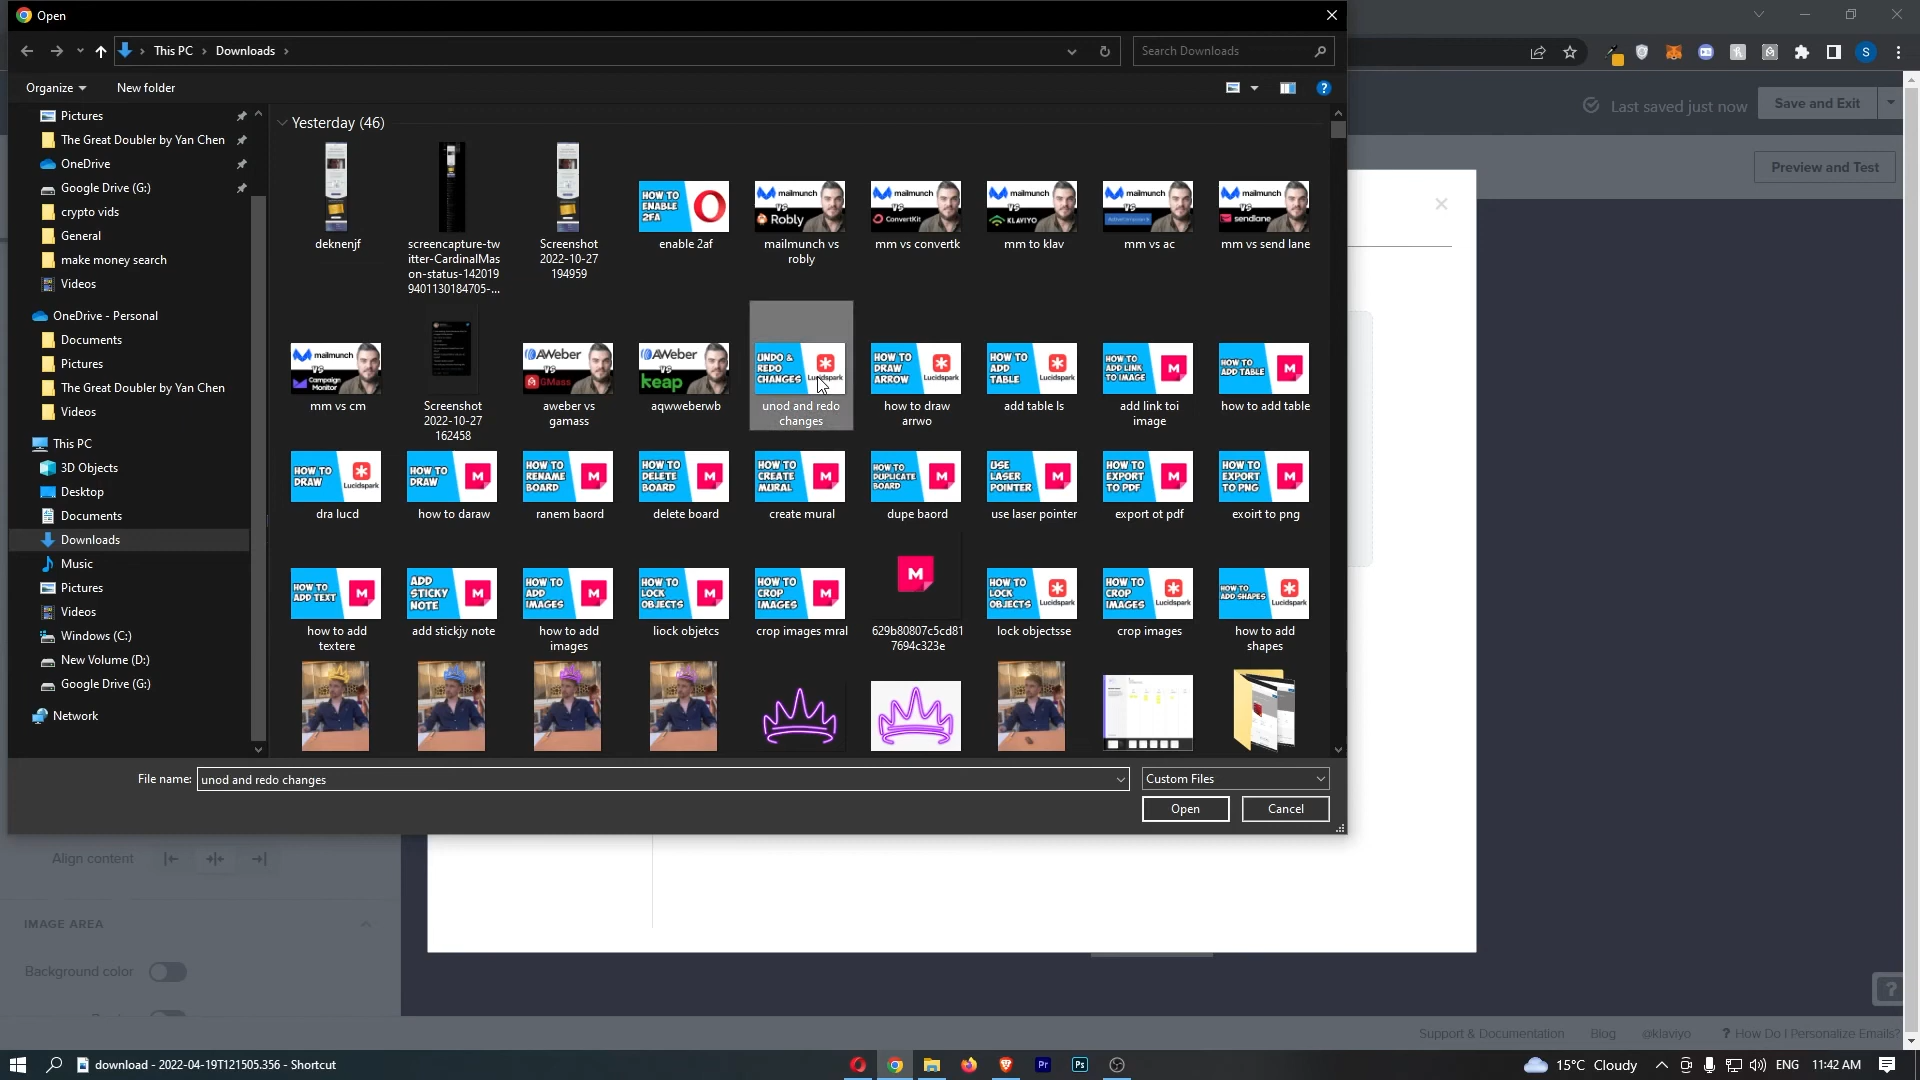 Open
This PC
Downloads
Search Downloads
Organize
New folder
Last saved just now
Save and Exit
Preview and Test
Pictures
The Great Doubler by Yan Chen
OneDrive
Google Drive (G:)
crypto vids
General
make money search
Videos
OneDrive - Personal
Documents
Pictures
The Great Doubler by Yan Chen
Videos
This PC
3D Objects
Desktop
Documents
Downloads
Music
Pictures
Videos
Windows (C:)
New Volume (D:)
Google Drive (G:)
Network
Yesterday (46)
HOW TO
ENABLE
2FA
mailmunch
VS
Robly
mailmunch
VS
ConvertKit
mailmunch
VS
KLAVIYO
mailmunch
VS
mailmunch
VS
sendlane
deknenjf
screencapture-tw
itter-CardinalMas
on-status-142019
9401130184705-...
Screenshot
2022-10-27
194959
enable 2af
mailmunch vs
robly
mm vs convertk
mm to klav
mm vs ac
mm vs send lane
mailmunch
VS
Campaign
Monitor
AWeber
VS
GMass
AWeber
VS
keap
UNDO &
REDO
CHANGES
Lucidspark
HOW TO
DRAW
ARROW
Lucidspark
HOW TO
ADD
TABLE
Lucidspark
HOW TO
ADD LINK
TO IMAGE
M
HOW TO
ADD TABLE
M
mm vs cm
Screenshot
2022-10-27
162458
aweber vs
gamass
aqwweberwb
unod and redo
changes
how to draw
arrwo
add table ls
add link toi
image
how to add table
HOW TO
DRAW
Lucidspark
HOW TO
DRAW
M
HOW TO
RENAME
BOARD
M
HOW TO
DELETE
BOARD
M
HOW TO
CREATE
MURAL
M
HOW TO
DUPLICATE
BOARD
M
USE
LASER
POINTER
M
HOW TO
EXPORT
TO PDF
M
HOW TO
EXPORT
TO PNG
M
dra lucd
how to daraw
ranem baord
delete board
create mural
dupe baord
use laser pointer
export ot pdf
exoirt to png
HOW TO
ADD TEXT
M
ADD
STICKY
NOTE
M
HOW TO
ADD
IMAGES
M
HOW TO
LOCK
OBJECTS
M
HOW TO
CROP
IMAGES
M
M
HOW TO
LOCK
OBJECTS
Lucidspark
HOW TO
CROP
IMAGES
Lucidspark
HOW TO
ADD SHAPES
Lucidspark
how to add
textere
add stickjy note
how to add
images
liock objetcs
crop images mral
629b80807c5cd81
7694c323e
lock objectsse
crop images
how to add
shapes
File name:
unod and redo changes
Custom Files
Open
Cancel
Align content
IMAGE AREA
Background color
Support & Documentation
Blog
@klaviyo
? How Do I Personalize Emails?
download - 2022-04-19T121505.356 - Shortcut
15°C Cloudy
ENG
11:42 AM